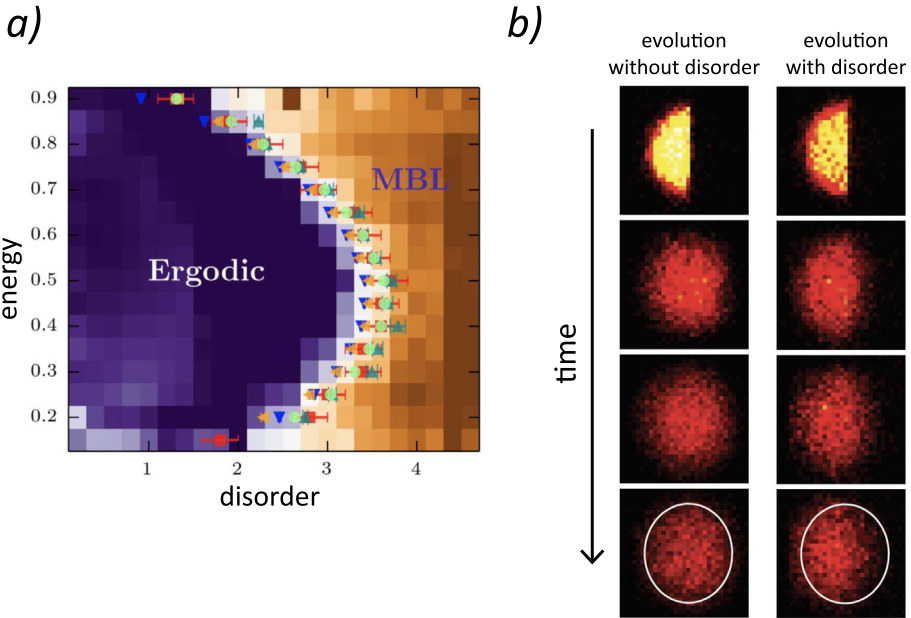 a)
0.9
0.8
0.7
0.6
0.5
0.4
0.3
0.2
energy
Ergodic
MBL
1 2 3 4
disorder
b)
evolution
without disorder
evolution
with disorder
time